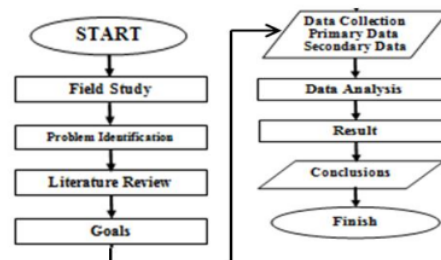 START
Field Study
Problem Identification
Literature Review
Goals
Data Collection
Primary Data
Secondary Data
Data Analysis
Result
Conclusions
Finish